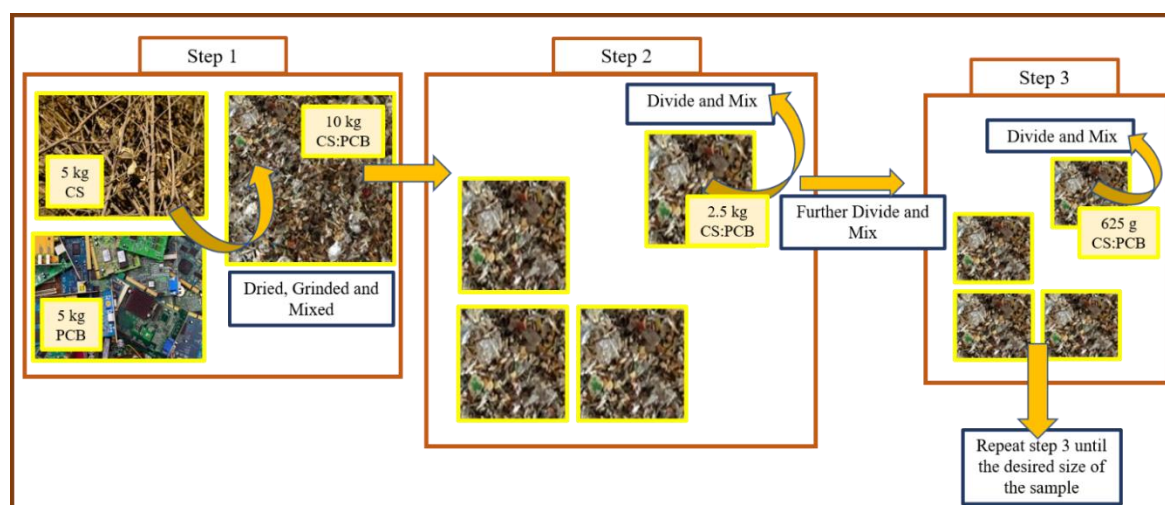 Step 1
5 kg
CS
10 kg
CS:PCB
5 kg
PCB
Dried, Grinded and
Mixed
Step 2
Divide and Mix
2.5 kg
CS:PCB
Further Divide and
Mix
Step 3
Divide and Mix
625 g
CS:PCB
Repeat step 3 until
the desired size of
the sample